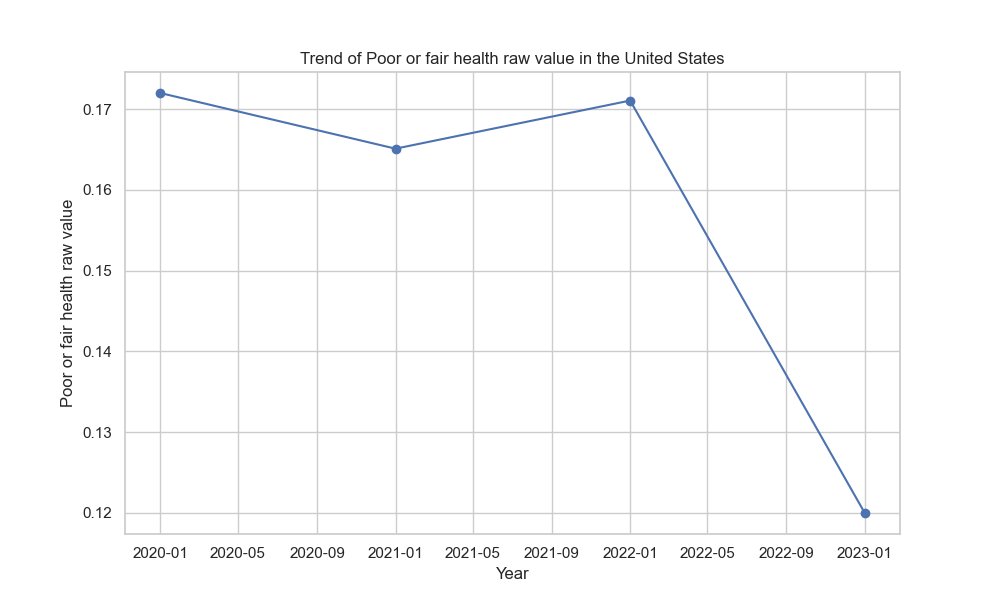 Trend of Poor or fair health raw value in the United States
Poor or fair health raw value
0.17
0.16
0.15
0.14
0.13
0.12
2020-01 2020-05 2020-09 2021-01 2021-05 2021-09 2022-01 2022-05 2022-09 2023-01
Year